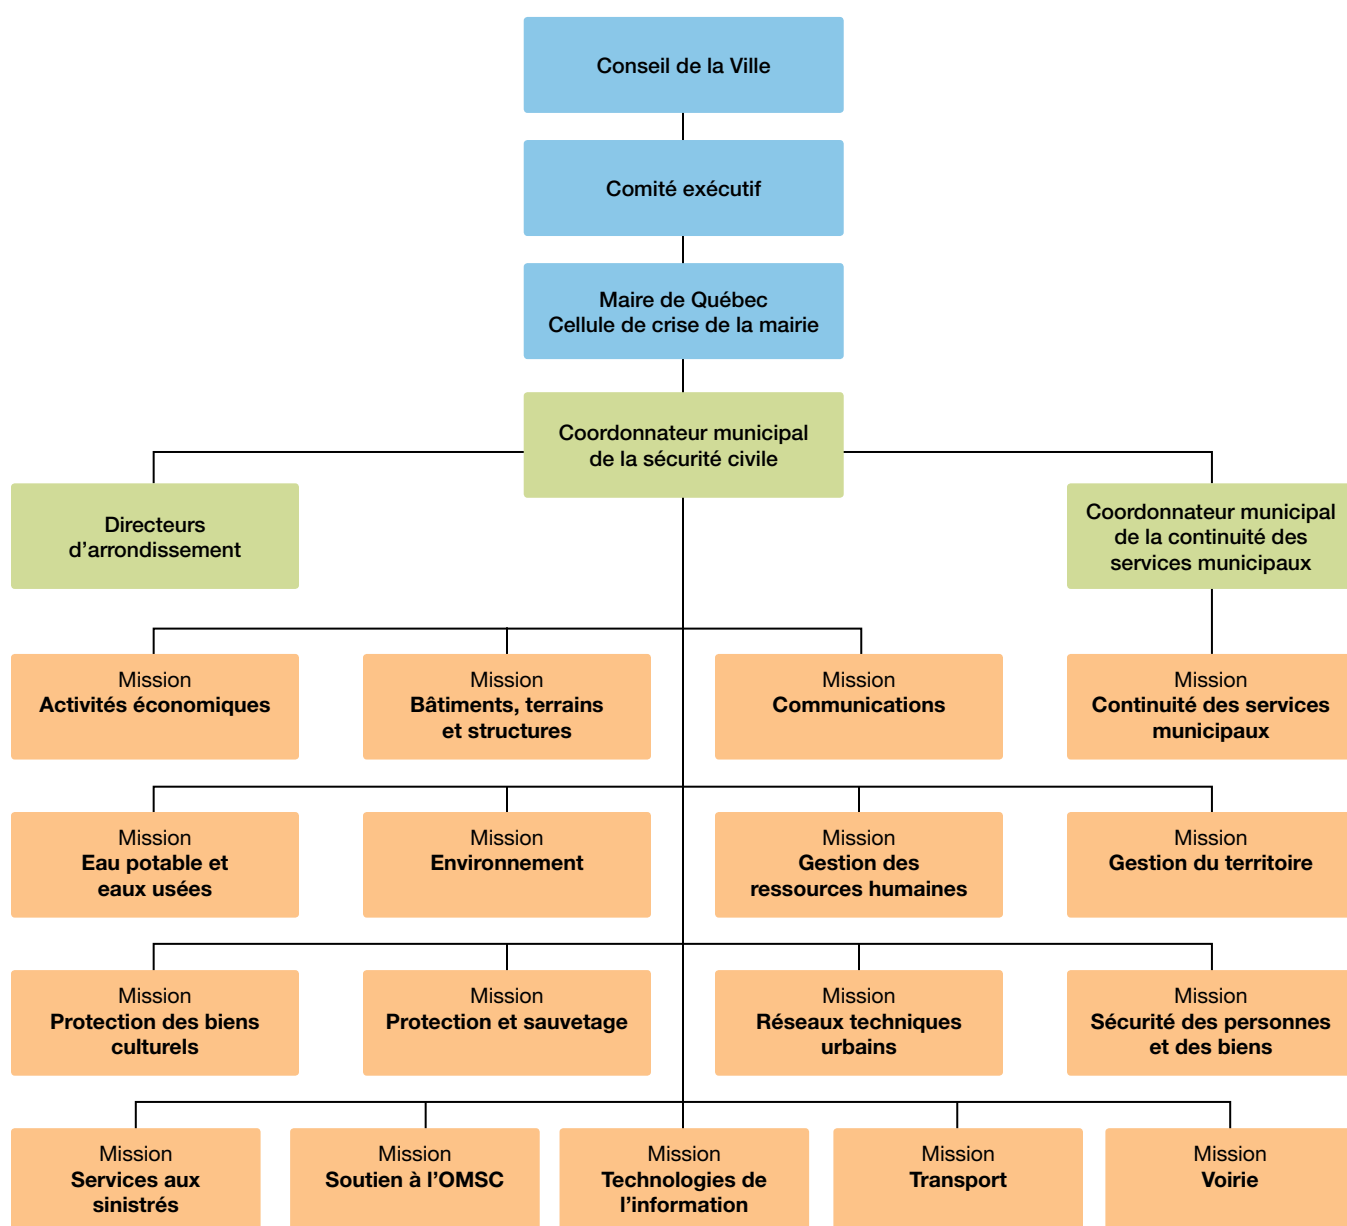 Conseil de la Ville
Comité exécutif
Maire de Québec
Cellule de crise de la mairie
Coordonnateur municipal
de la sécurité civile
Directeurs
d’arrondissement
Coordonnateur municipal
de la continuité des
services municipaux
Mission
Activités économiques
Mission
Bâtiments, terrains
et structures
Mission
Communications
Mission
Continuité des services
municipaux
Mission
Eau potable et
eaux usées
Mission
Environnement
Mission
Gestion des
ressources humaines
Mission
Gestion du territoire
Mission
Protection des biens
culturels
Mission
Protection et sauvetage
Mission
Réseaux techniques
urbains
Mission
Sécurité des personnes
et des biens
Mission
Services aux
sinistrés
Mission
Soutien à l’OMSC
Mission
Technologies de
l’information
Mission
Transport
Mission
Voirie